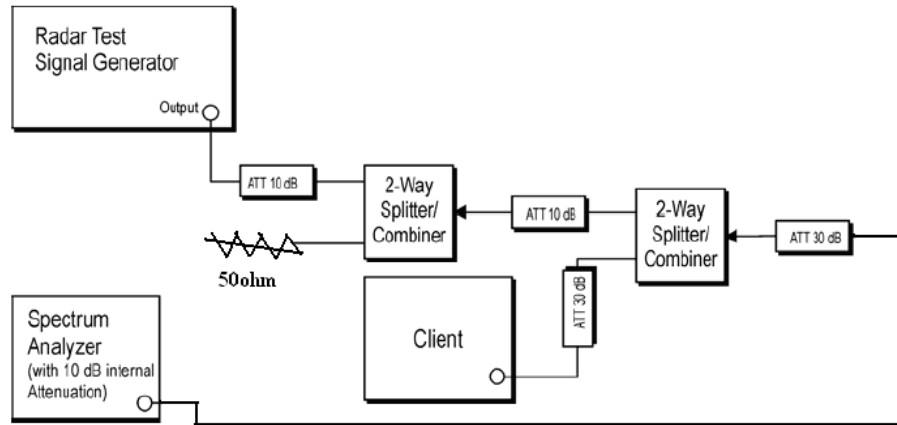 Radar Test
Signal Generator
Output
ATT 10 dB
2-Way
Splitter/
Combiner
ATT 10 dB
2-Way
Splitter/
Combiner
ATT 30 dB
50ohm
ATT 30 dB
Client
Spectrum
Analyzer
(with 10 dB internal
Attenuation)